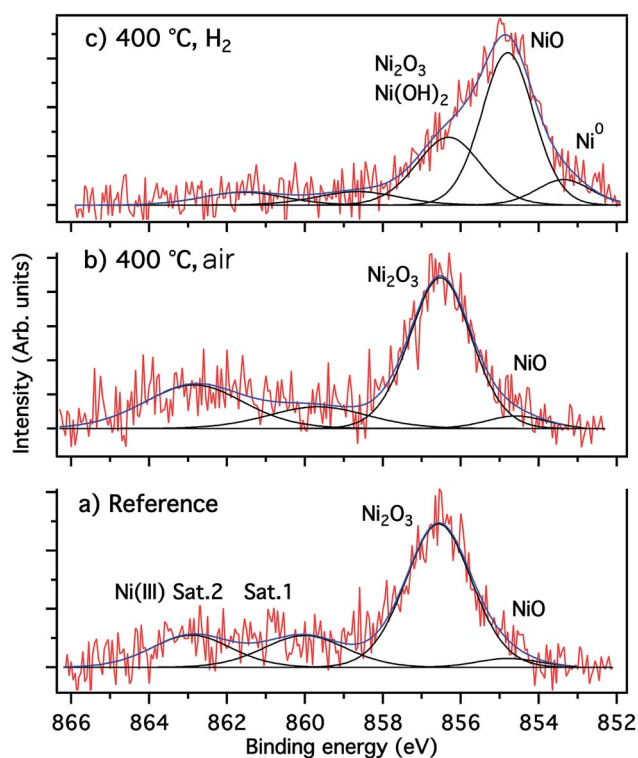 c) 400 °C, H₂
NiO
Ni₂O₃
Ni(OH)₂
Ni⁰
b) 400 °C, air
Ni₂O₃
NiO
Intensity (Arb. units)
a) Reference
Ni₂O₃
Ni(III) Sat.2 Sat.1
NiO
866 864 862 860 858 856 854 852
Binding energy (eV)